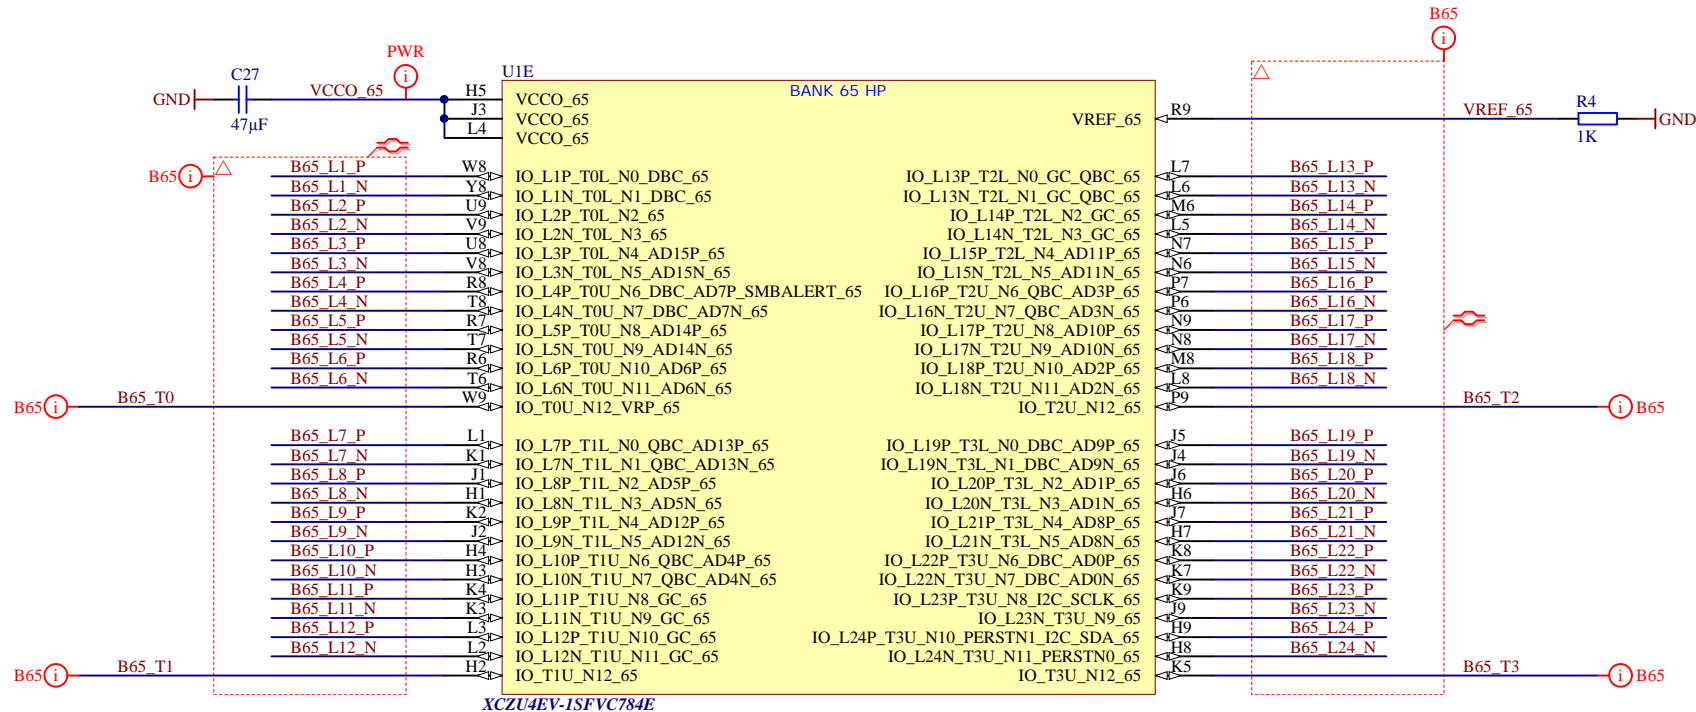 B65
PWR
C27
U1E
BANK 65 HP
GND VCCO_65 H5 VCCO_65
47µF
J3 VCCO_65
L4 VCCO_65
VREF_65 R9 VREF_65 R4 GND
1K
B65
B65_L1_P W8 IO_L1P_T0L_N0_DBC_65 IO_L13P_T2L_N0_GC_QBC_65 L7 B65_L13_P
B65_L1_N Y8 IO_L1N_T0L_N1_DBC_65 IO_L13N_T2L_N1_GC_QBC_65 L6 B65_L13_N
B65_L2_P U9 IO_L2P_T0L_N2_65 IO_L14P_T2L_N2_GC_65 M6 B65_L14_P
B65_L2_N V9 IO_L2N_T0L_N3_65 IO_L14N_T2L_N3_GC_65 L5 B65_L14_N
B65_L3_P U8 IO_L3P_T0L_N4_AD15P_65 IO_L15P_T2L_N4_AD11P_65 N7 B65_L15_P
B65_L3_N V8 IO_L3N_T0L_N5_AD15N_65 IO_L15N_T2L_N5_AD11N_65 N6 B65_L15_N
B65_L4_P R8 IO_L4P_T0U_N6_DBC_AD7P_SMBALERT_65 IO_L16P_T2U_N6_QBC_AD3P_65 P7 B65_L16_P
B65_L4_N T8 IO_L4N_T0U_N7_DBC_AD7N_65 IO_L16N_T2U_N7_QBC_AD3N_65 P6 B65_L16_N
B65_L5_P R7 IO_L5P_T0U_N8_AD14P_65 IO_L17P_T2U_N8_AD10P_65 N9 B65_L17_P
B65_L5_N T7 IO_L5N_T0U_N9_AD14N_65 IO_L17N_T2U_N9_AD10N_65 N8 B65_L17_N
B65_L6_P R6 IO_L6P_T0U_N10_AD6P_65 IO_L18P_T2U_N10_AD2P_65 M8 B65_L18_P
B65_L6_N T6 IO_L6N_T0U_N11_AD6N_65 IO_L18N_T2U_N11_AD2N_65 L8 B65_L18_N
B65 B65_T0 W9 IO_T0U_N12_VRP_65 IO_T2U_N12_65 P9 B65_T2 B65
B65_L7_P L1 IO_L7P_T1L_N0_QBC_AD13P_65 IO_L19P_T3L_N0_DBC_AD9P_65 J5 B65_L19_P
B65_L7_N K1 IO_L7N_T1L_N1_QBC_AD13N_65 IO_L19N_T3L_N1_DBC_AD9N_65 J4 B65_L19_N
B65_L8_P J1 IO_L8P_T1L_N2_AD5P_65 IO_L20P_T3L_N2_AD1P_65 J6 B65_L20_P
B65_L8_N H1 IO_L8N_T1L_N3_AD5N_65 IO_L20N_T3L_N3_AD1N_65 H6 B65_L20_N
B65_L9_P K2 IO_L9P_T1L_N4_AD12P_65 IO_L21P_T3L_N4_AD8P_65 J7 B65_L21_P
B65_L9_N J2 IO_L9N_T1L_N5_AD12N_65 IO_L21N_T3L_N5_AD8N_65 H7 B65_L21_N
B65_L10_P H4 IO_L10P_T1U_N6_QBC_AD4P_65 IO_L22P_T3U_N6_DBC_AD0P_65 K8 B65_L22_P
B65_L10_N H3 IO_L10N_T1U_N7_QBC_AD4N_65 IO_L22N_T3U_N7_DBC_AD0N_65 K7 B65_L22_N
B65_L11_P K4 IO_L11P_T1U_N8_GC_65 IO_L23P_T3U_N8_I2C_SCLK_65 K9 B65_L23_P
B65_L11_N K3 IO_L11N_T1U_N9_GC_65 IO_L23N_T3U_N9_65 J9 B65_L23_N
B65_L12_P L3 IO_L12P_T1U_N10_GC_65 IO_L24P_T3U_N10_PERSTN1_I2C_SDA_65 H9 B65_L24_P
B65_L12_N L2 IO_L12N_T1U_N11_GC_65 IO_L24N_T3U_N11_PERSTN0_65 H8 B65_L24_N
B65 B65_T1 H2 IO_T1U_N12_65 IO_T3U_N12_65 K5 B65_T3 B65
XCZU4EV-1SFVC784E